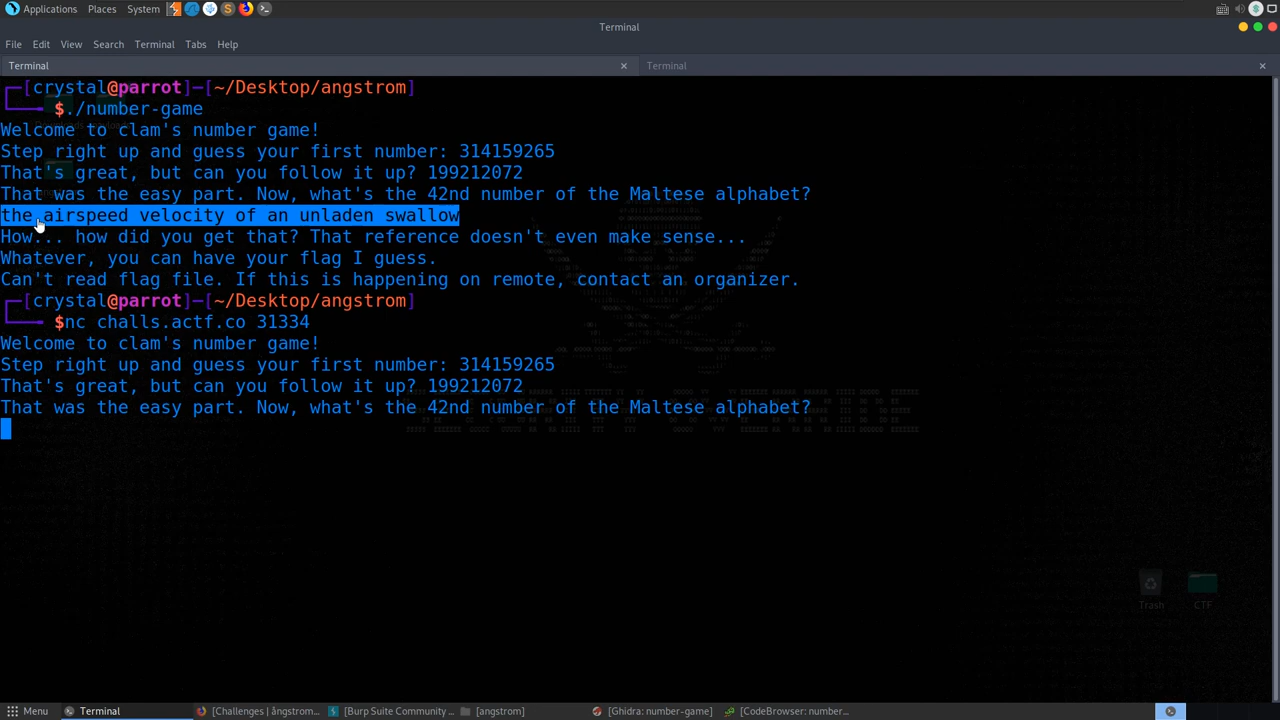 Applications Places System
Terminal
File Edit View Search Terminal Tabs Help
Terminal × Terminal ×
┌─[crystal@parrot]─[~/Desktop/angstrom]
└──╼ $./number-game
Welcome to clam's number game!
Step right up and guess your first number: 314159265
That's great, but can you follow it up? 199212072
That was the easy part. Now, what's the 42nd number of the Maltese alphabet?
the airspeed velocity of an unladen swallow
How... how did you get that? That reference doesn't even make sense...
Whatever, you can have your flag I guess.
Can't read flag file. If this is happening on remote, contact an organizer.
┌─[crystal@parrot]─[~/Desktop/angstrom]
└──╼ $nc challs.actf.co 31334
Welcome to clam's number game!
Step right up and guess your first number: 314159265
That's great, but can you follow it up? 199212072
That was the easy part. Now, what's the 42nd number of the Maltese alphabet?
Trash CTF
Menu Terminal [Challenges | ångstrom... [Burp Suite Community ... [angstrom] [Ghidra: number-game] [CodeBrowser: number...